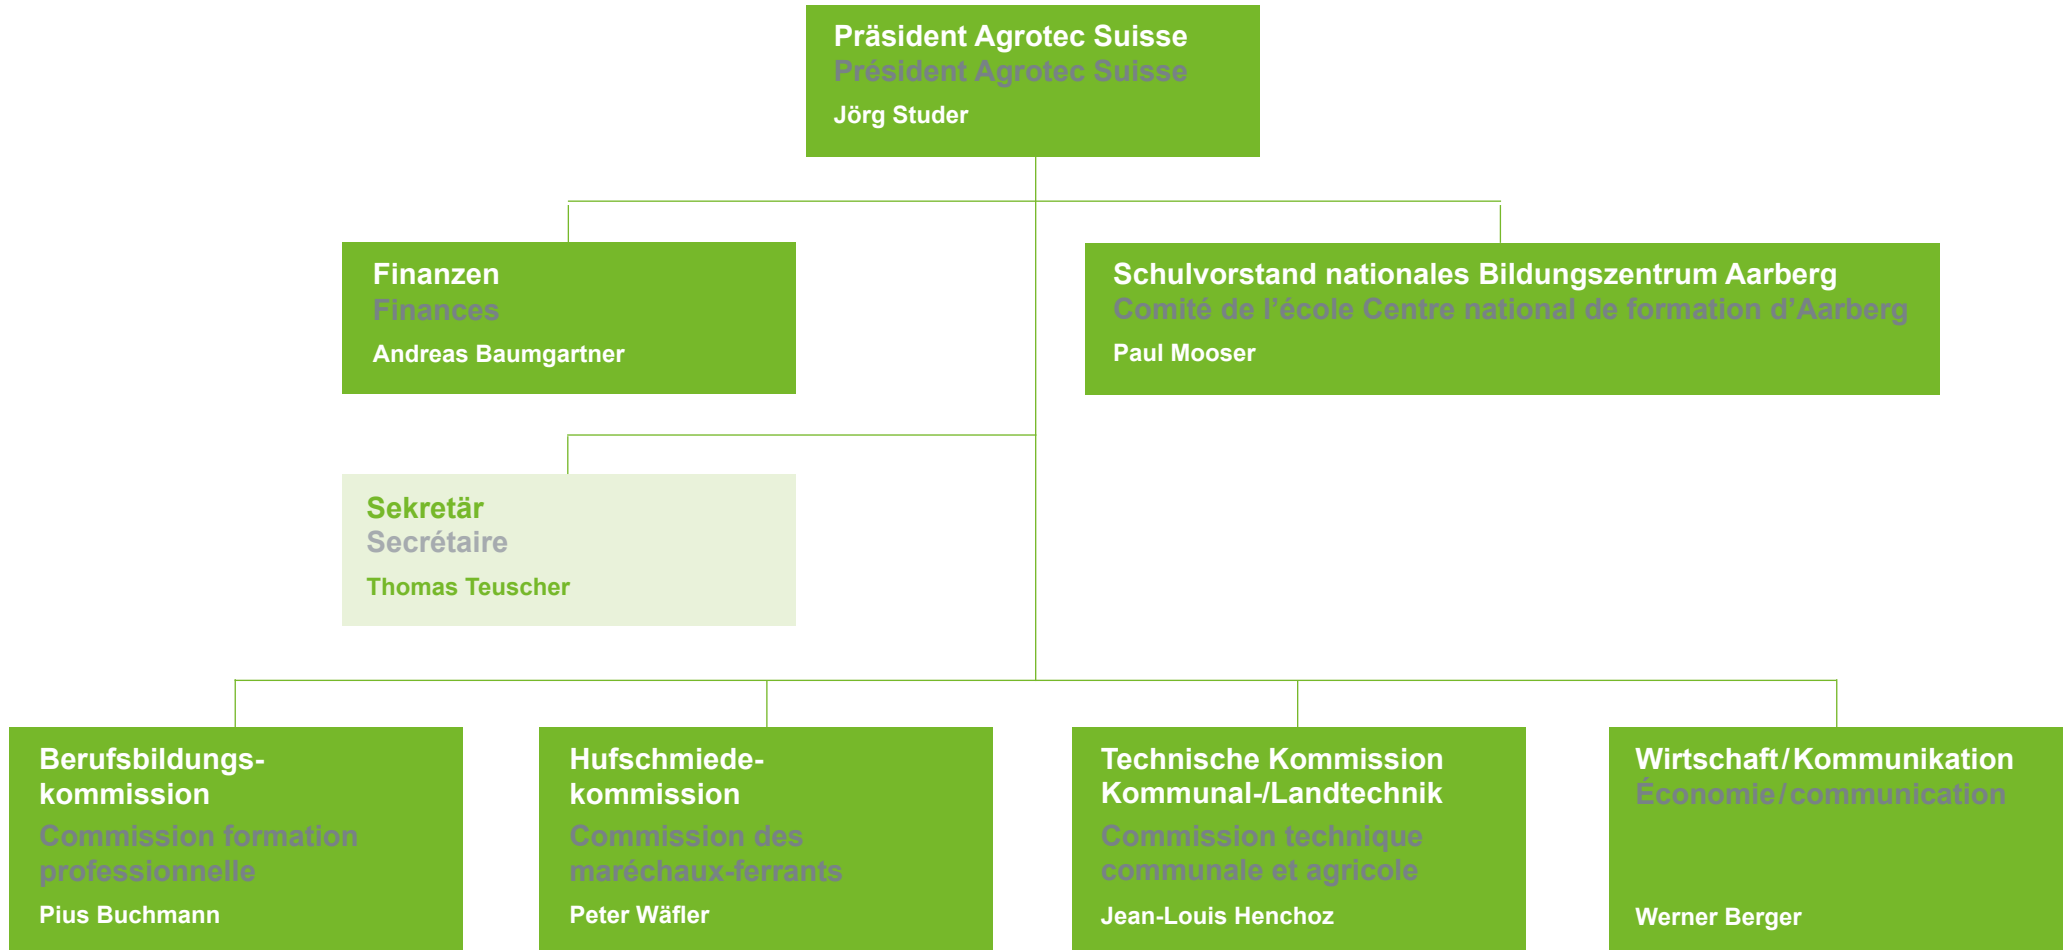 Präsident Agrotec Suisse
Président Agrotec Suisse
Jörg Studer
Finanzen
Finances
Andreas Baumgartner
Schulvorstand nationales Bildungszentrum Aarberg
Comité de l’école Centre national de formation d’Aarberg
Paul Mooser
Sekretär
Secrétaire
Thomas Teuscher
Berufsbildungs-
kommission
Commission formation
professionnelle
Pius Buchmann
Hufschmiede-
kommission
Commission des
maréchaux-ferrants
Peter Wäfler
Technische Kommission
Kommunal-/Landtechnik
Commission technique
communale et agricole
Jean-Louis Henchoz
Wirtschaft/Kommunikation
Économie/communication
Werner Berger